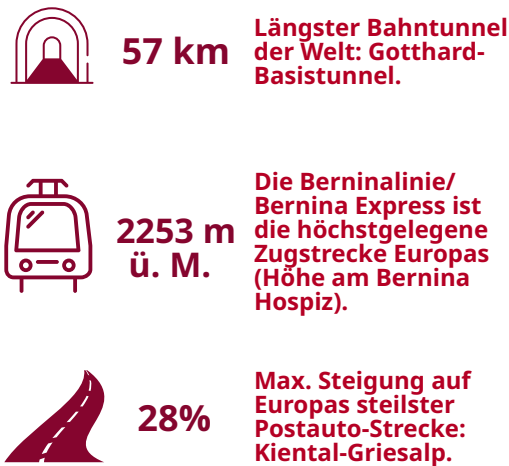 57 km
Längster Bahntunnel
der Welt: Gotthard-
Basistunnel.
2253 m
ü. M.
Die Berninalinie/
Bernina Express ist
die höchstgelegene
Zugstrecke Europas
(Höhe am Bernina
Hospiz).
28%
Max. Steigung auf
Europas steilster
Postauto-Strecke:
Kiental-Griesalp.